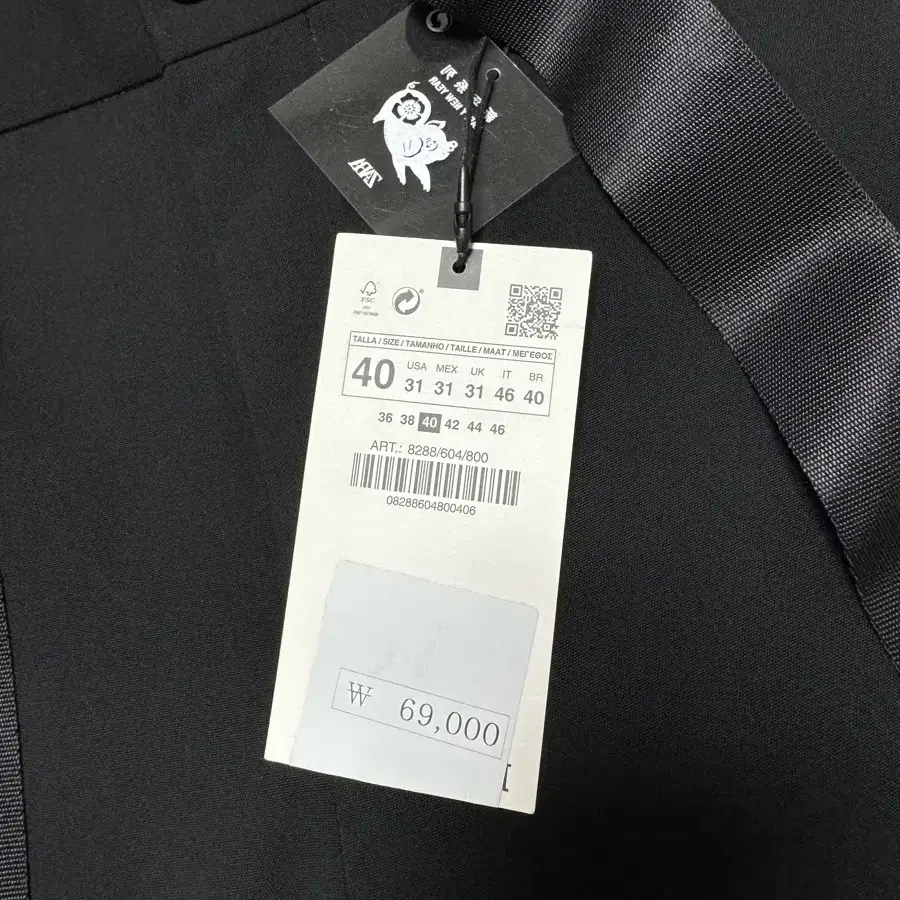 ZARA
FSC
TALLA / SIZE / TAMANHO / TAILLE / MAAT / ΜΕΓΕΘΟΣ
40
USA MEX UK IT BR
31 31 31 46 40
36 38 40 42 44 46
ART.: 8288/604/800
08288604800406
₩ 69,000